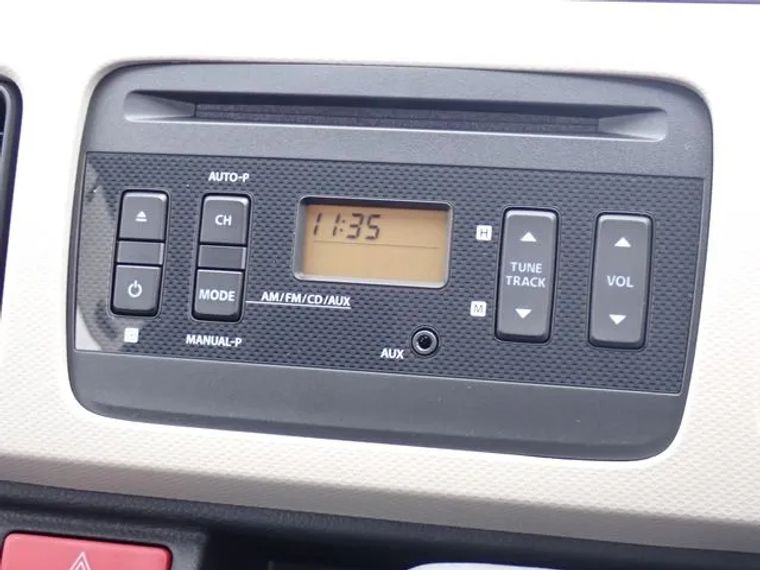 AUTO-P
CH
11:35
H
TUNE
TRACK
VOL
MODE
AM/FM/CD/AUX
M
MANUAL-P
AUX